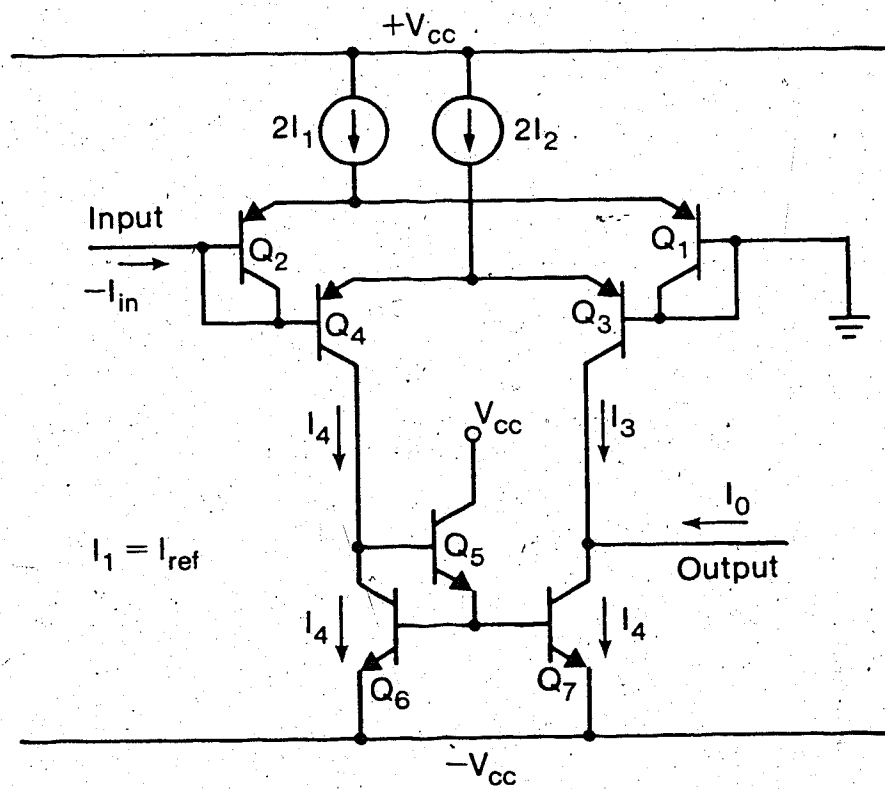 +Vcc
2I1
2I2
Input
Q2
Q1
−Iin
Q4
Q3
I4
Vcc
I3
I0
I1 = Iref
Q5
Output
I4
I4
Q6
Q7
−Vcc